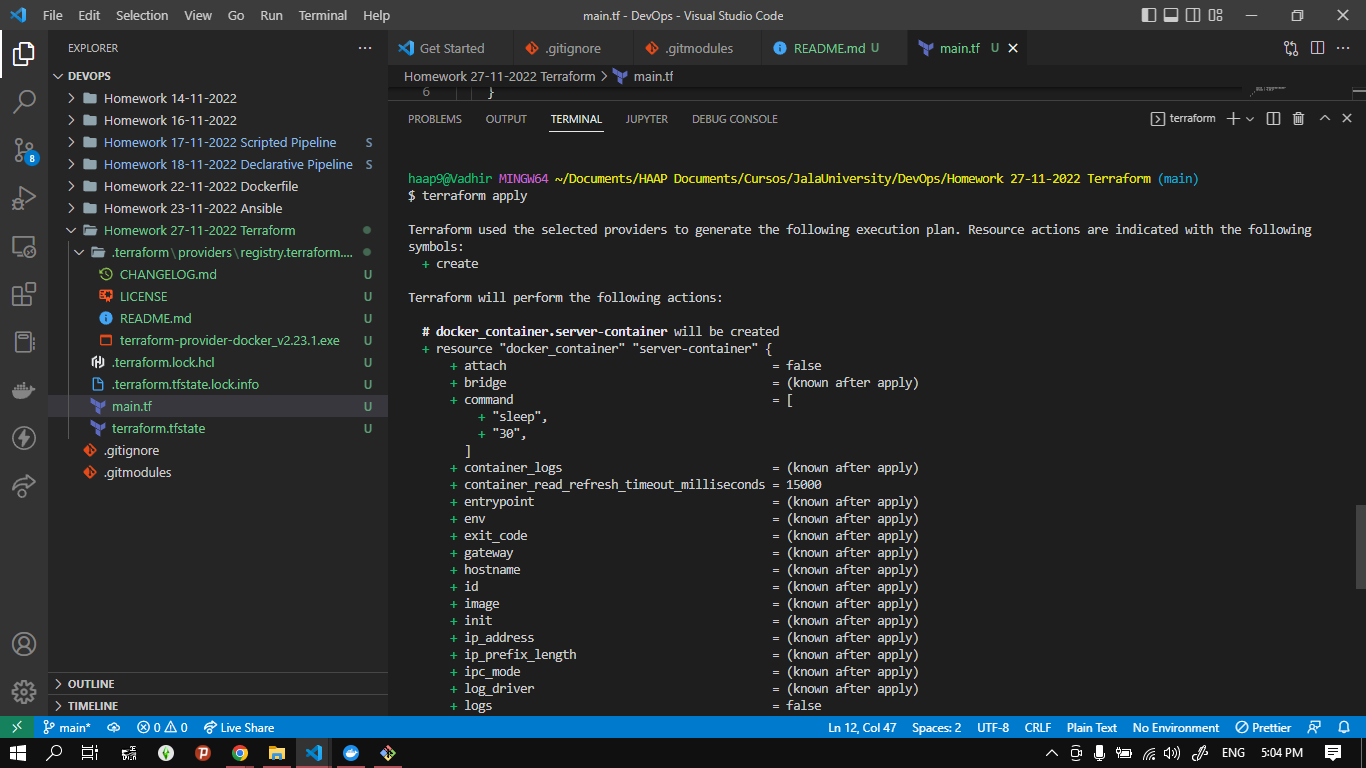 File Edit Selection View Go Run Terminal Help
main.tf - DevOps - Visual Studio Code
EXPLORER
DEVOPS
Homework 14-11-2022
Homework 16-11-2022
Homework 17-11-2022 Scripted Pipeline S
Homework 18-11-2022 Declarative Pipeline S
Homework 22-11-2022 Dockerfile
Homework 23-11-2022 Ansible
Homework 27-11-2022 Terraform
.terraform\providers\registry.terraform....
CHANGELOG.md U
LICENSE U
README.md U
terraform-provider-docker_v2.23.1.exe U
.terraform.lock.hcl U
.terraform.tfstate.lock.info U
main.tf U
terraform.tfstate U
.gitignore
.gitmodules
OUTLINE
TIMELINE
8
Get Started .gitignore .gitmodules README.md U main.tf U
Homework 27-11-2022 Terraform > main.tf
6 }
PROBLEMS OUTPUT TERMINAL JUPYTER DEBUG CONSOLE
terraform
haap9@Vadhir MINGW64 ~/Documents/HAAP Documents/Cursos/JalaUniversity/DevOps/Homework 27-11-2022 Terraform (main)
$ terraform apply
Terraform used the selected providers to generate the following execution plan. Resource actions are indicated with the following
symbols:
+ create
Terraform will perform the following actions:
# docker_container.server-container will be created
+ resource "docker_container" "server-container" {
+ attach = false
+ bridge = (known after apply)
+ command = [
+ "sleep",
+ "30",
]
+ container_logs = (known after apply)
+ container_read_refresh_timeout_milliseconds = 15000
+ entrypoint = (known after apply)
+ env = (known after apply)
+ exit_code = (known after apply)
+ gateway = (known after apply)
+ hostname = (known after apply)
+ id = (known after apply)
+ image = (known after apply)
+ init = (known after apply)
+ ip_address = (known after apply)
+ ip_prefix_length = (known after apply)
+ ipc_mode = (known after apply)
+ log_driver = (known after apply)
+ logs = false
main* 0 0 Live Share Ln 12, Col 47 Spaces: 2 UTF-8 CRLF Plain Text No Environment Prettier
ENG 5:04 PM